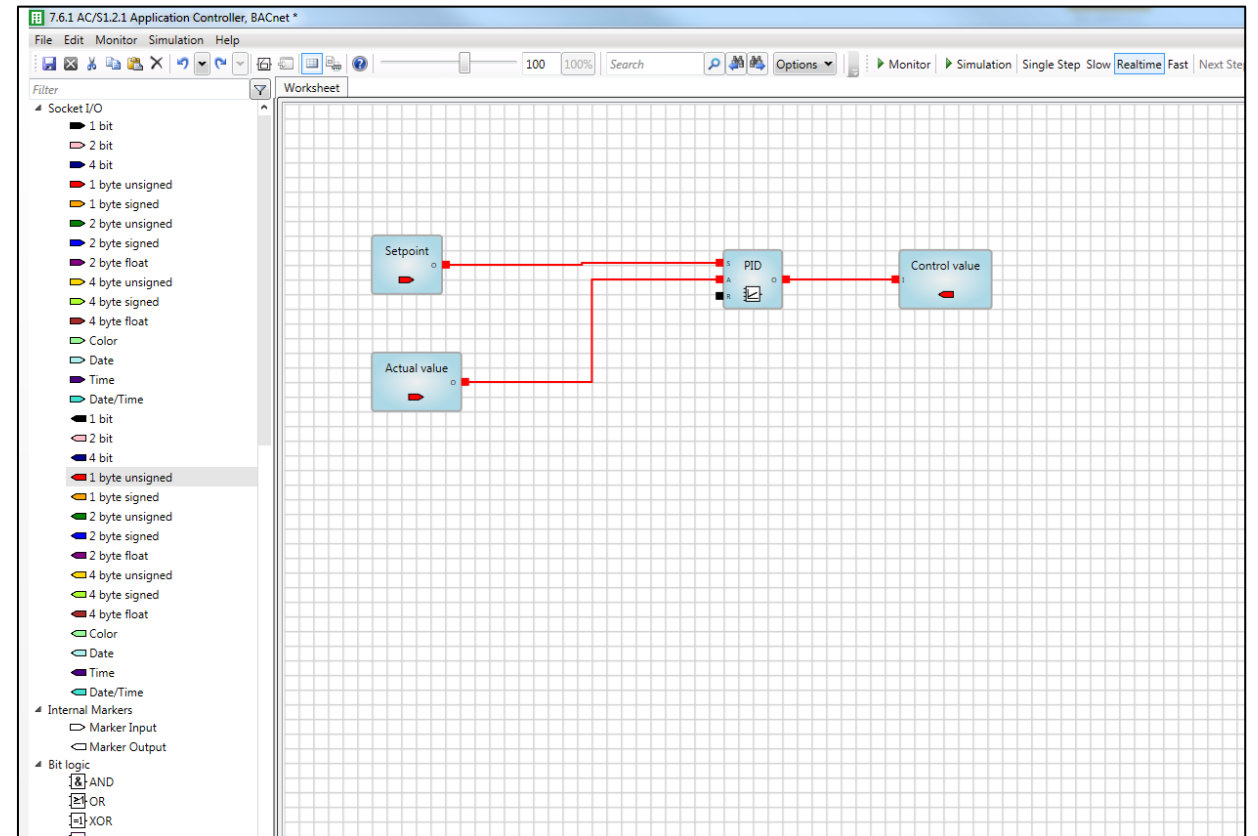 7.6.1 AC/S1.2.1 Application Controller, BACnet *
File Edit Monitor Simulation Help
100 100% Search Options Monitor Simulation Single Step Slow Realtime Fast Next Ste
Filter
Worksheet
Socket I/O
1 bit
2 bit
4 bit
1 byte unsigned
1 byte signed
2 byte unsigned
2 byte signed
2 byte float
4 byte unsigned
4 byte signed
4 byte float
Color
Date
Time
Date/Time
1 bit
2 bit
4 bit
1 byte unsigned
1 byte signed
2 byte unsigned
2 byte signed
2 byte float
4 byte unsigned
4 byte signed
4 byte float
Color
Date
Time
Date/Time
Internal Markers
Marker Input
Marker Output
Bit logic
& AND
≥1 OR
=1 XOR
Setpoint
O
Actual value
O
PID
S
A
R
O
Control value
I